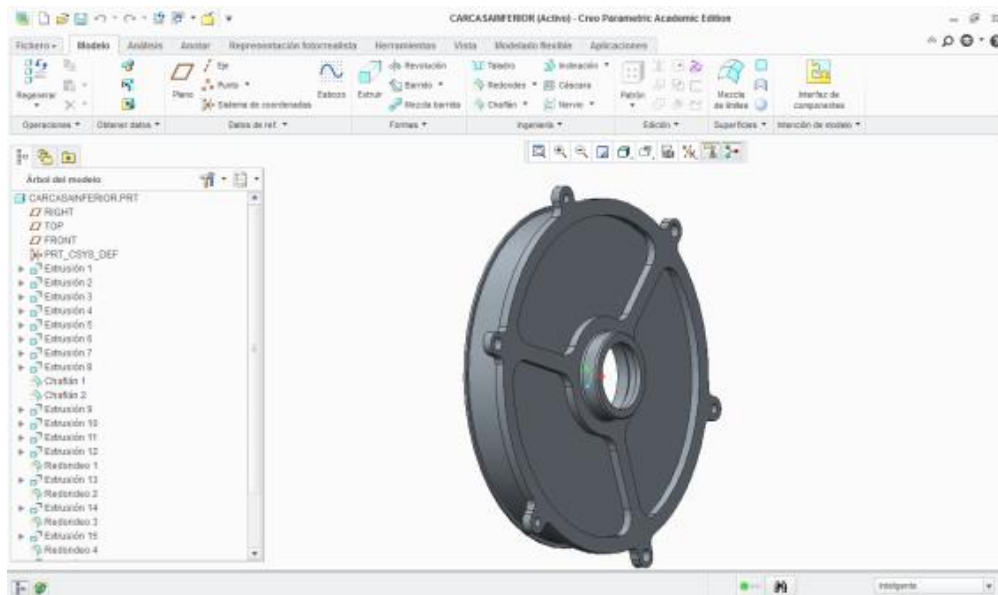 CARCASAINFERIOR (Activo) - Creo Parametric Academic Edition
Fichero Modelo Análisis Anotar Representación fotorrealista Herramientas Vista Modelado flexible Aplicaciones
Regenerar
Plano
Eje
Punto
Sistema de coordenadas
Esbozo
Extruir
Revolución
Barrido
Mezcla barrida
Taladro
Redondeo
Chaflán
Inclinación
Cáscara
Nervio
Patrón
Mezcla de límites
Interfaz de componentes
Operaciones Obtener datos Datos de ref. Formas Ingeniería Edición Superficies Intención de modelo
Árbol del modelo
CARCASAINFERIOR.PRT
RIGHT
TOP
FRONT
PRT_CSYS_DEF
Extrusión 1
Extrusión 2
Extrusión 3
Extrusión 4
Extrusión 5
Extrusión 6
Extrusión 7
Extrusión 8
Chaflán 1
Chaflán 2
Extrusión 9
Extrusión 10
Extrusión 11
Extrusión 12
Redondeo 1
Extrusión 13
Redondeo 2
Extrusión 14
Redondeo 3
Extrusión 15
Redondeo 4
Inteligente